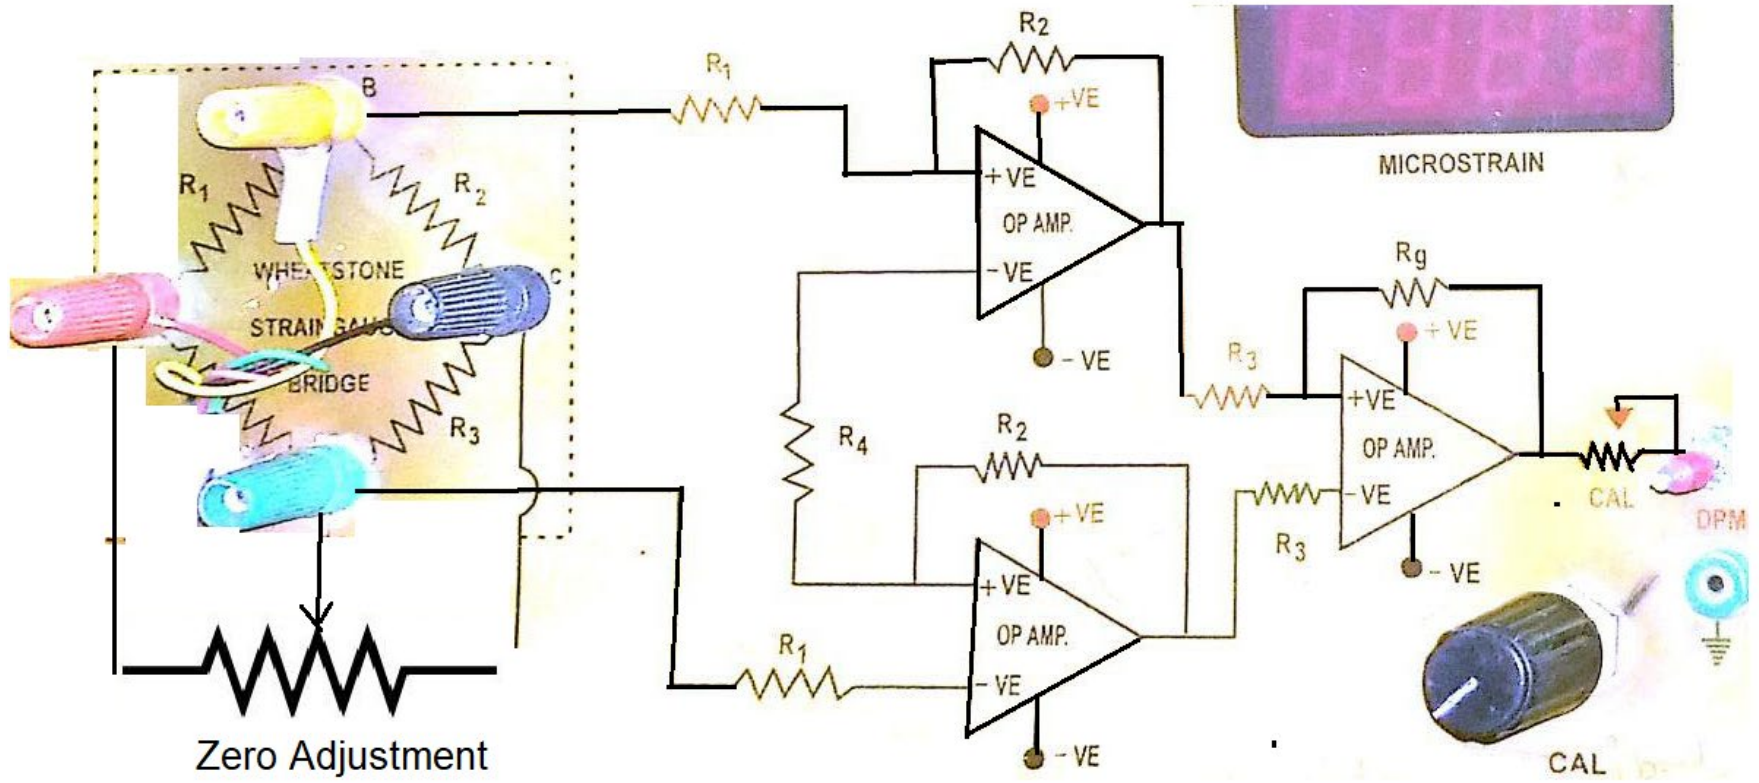 B
R1
R2
WHEATSTONE
C
STRAIN GAUGE
BRIDGE
R3
Zero Adjustment
R1
R2
+VE
+VE
OP AMP.
-VE
- VE
R4
R2
+VE
+VE
OP AMP.
R1
-VE
- VE
R3
R3
Rg
+VE
+VE
OP AMP.
-VE
- VE
MICROSTRAIN
CAL
DPM
CAL